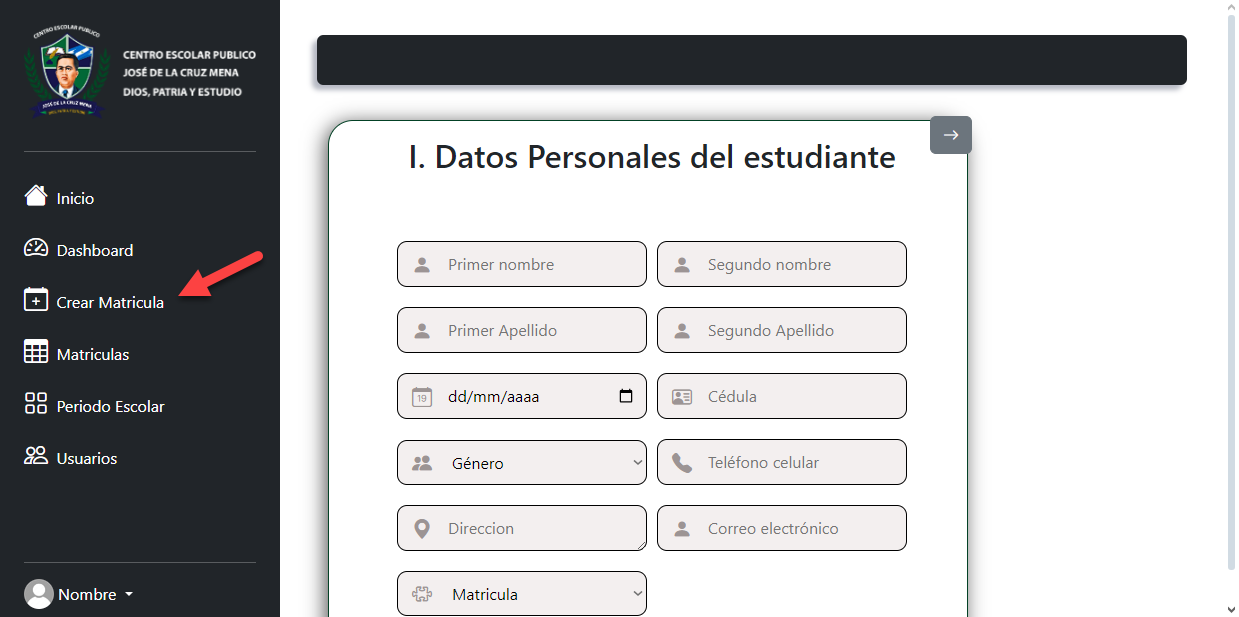 CENTRO ESCOLAR PUBLICO
JOSÉ DE LA CRUZ MENA
CENTRO ESCOLAR PUBLICO
JOSÉ DE LA CRUZ MENA
DIOS, PATRIA Y ESTUDIO
Inicio
Dashboard
Crear Matricula
Matriculas
Periodo Escolar
Usuarios
Nombre
I. Datos Personales del estudiante
Primer nombre
Segundo nombre
Primer Apellido
Segundo Apellido
19
dd/mm/aaaa
Cédula
Género
Teléfono celular
Direccion
Correo electrónico
Matricula